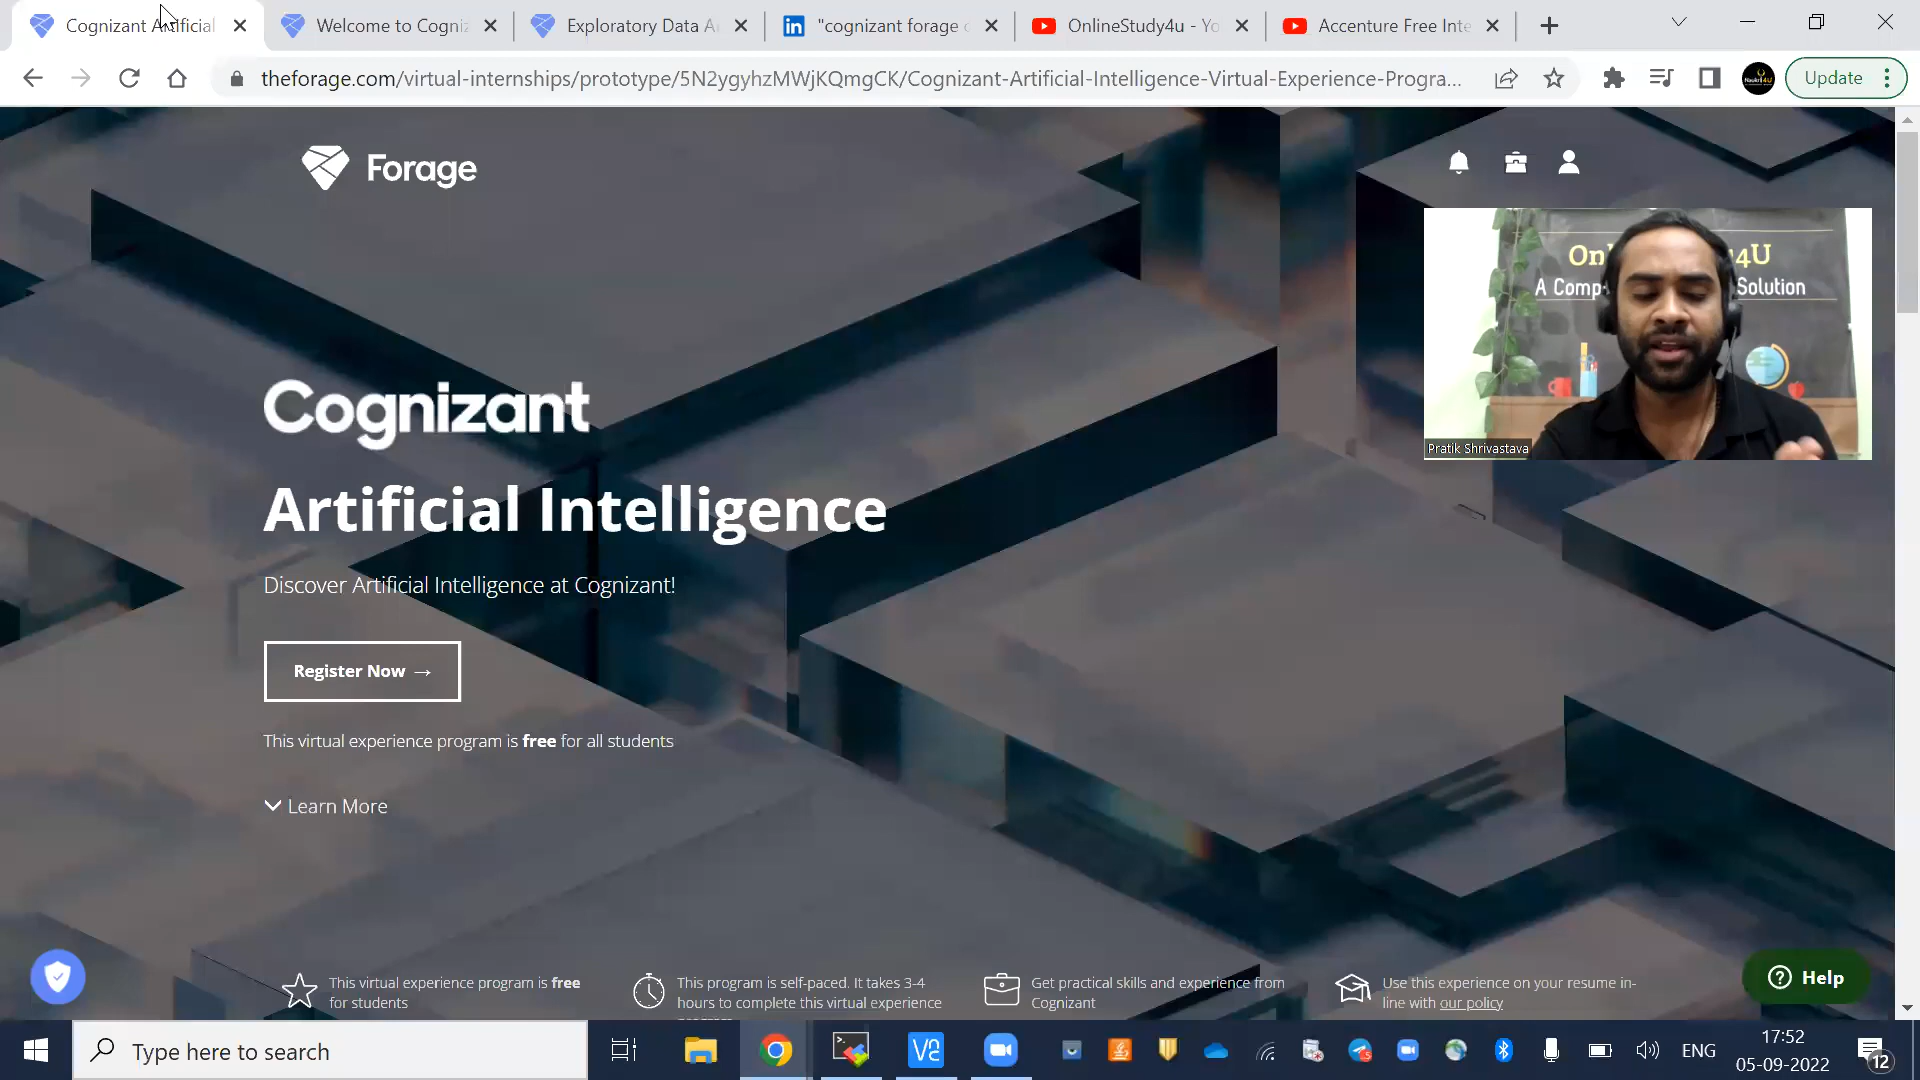 Cognizant Artificial
Welcome to Cogniz
Exploratory Data A
"cognizant forage
OnlineStudy4u - Yo
Accenture Free Inte
theforage.com/virtual-internships/prototype/5N2ygyhzMWjKQmgCK/Cognizant-Artificial-Intelligence-Virtual-Experience-Progra...
Update
Forage
On 4U
A Comp Solution
Pratik Shrivastava
Cognizant
Artificial Intelligence
Discover Artificial Intelligence at Cognizant!
Register Now →
This virtual experience program is free for all students
Learn More
This virtual experience program is free
for students
This program is self-paced. It takes 3-4
hours to complete this virtual experience
Get practical skills and experience from
Cognizant
Use this experience on your resume in-
line with our policy
Help
Type here to search
ENG
17:52
05-09-2022
12